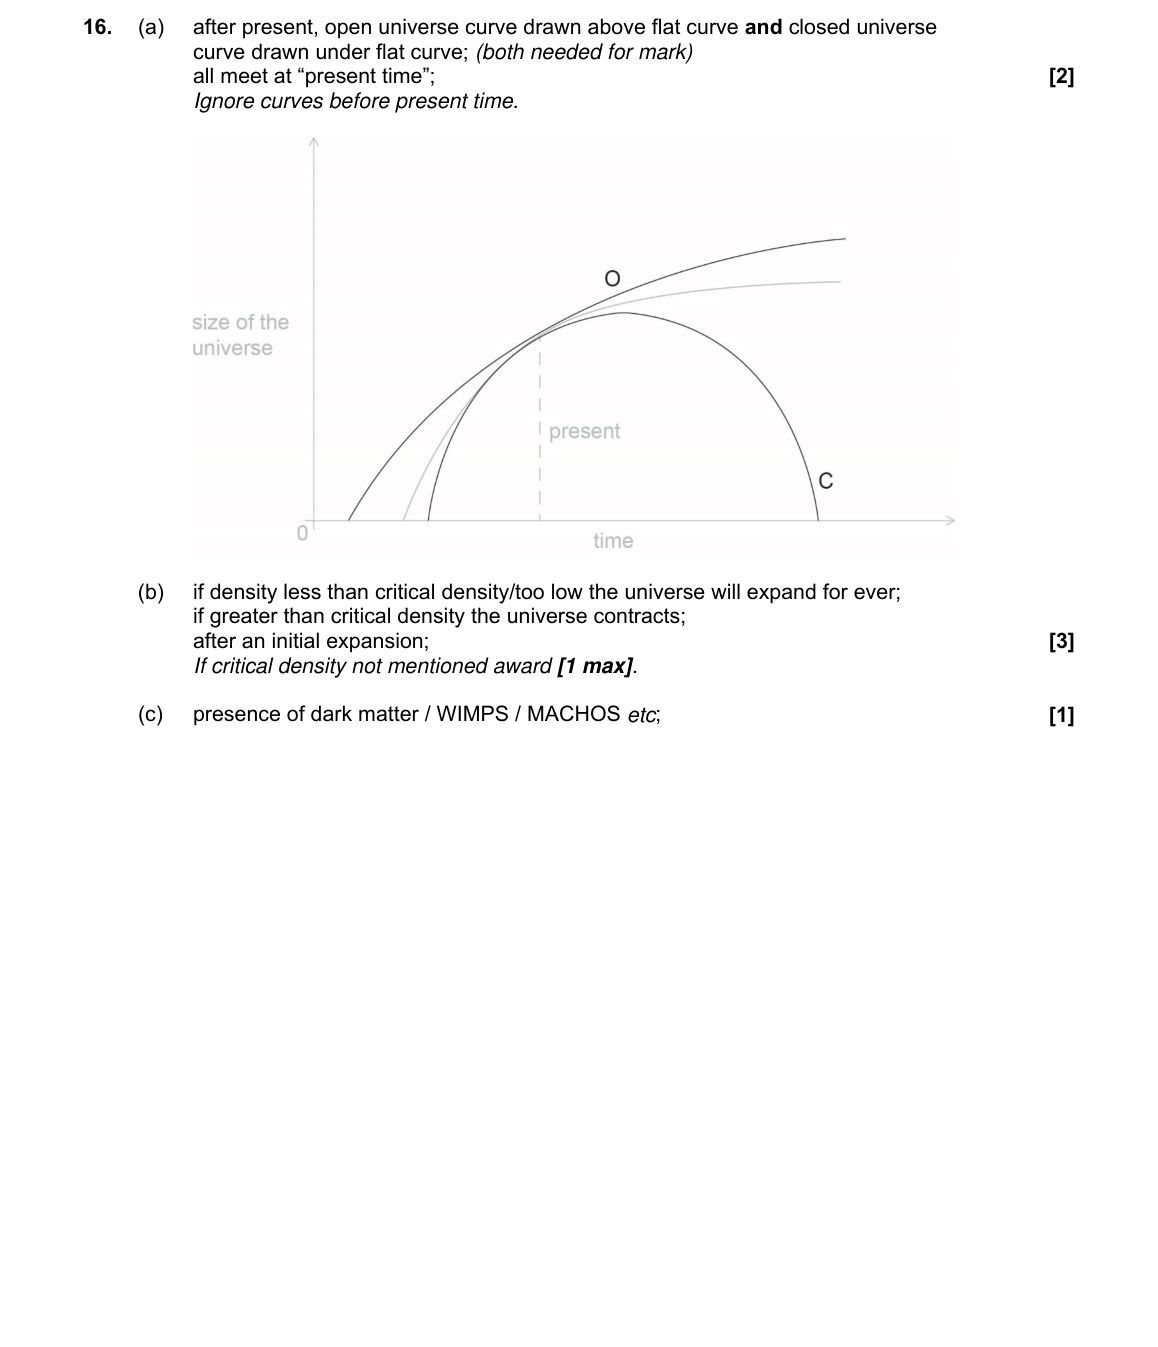 16. (a) after present, open universe curve drawn above flat curve and closed universe
curve drawn under flat curve; (both needed for mark)
all meet at “present time”; [2]
Ignore curves before present time.
O
size of the
universe
present
C
0
time
(b) if density less than critical density/too low the universe will expand for ever;
if greater than critical density the universe contracts;
after an initial expansion; [3]
If critical density not mentioned award [1 max].
(c) presence of dark matter / WIMPS / MACHOS etc; [1]